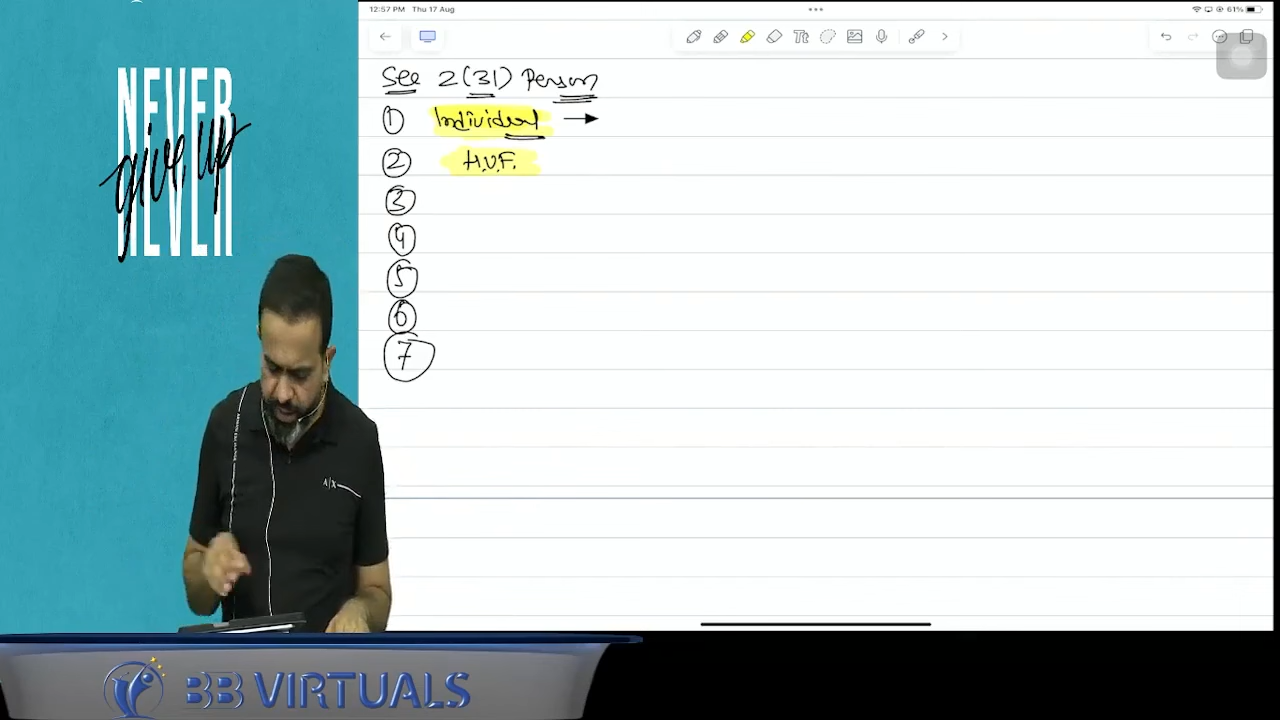 12:57 PM Thu 17 Aug
61%
NEVER
give up
NEVER
See 2(31) Person
① Individual →
② H.U.F.
③
④
⑤
⑥
⑦
A|X
BB VIRTUALS